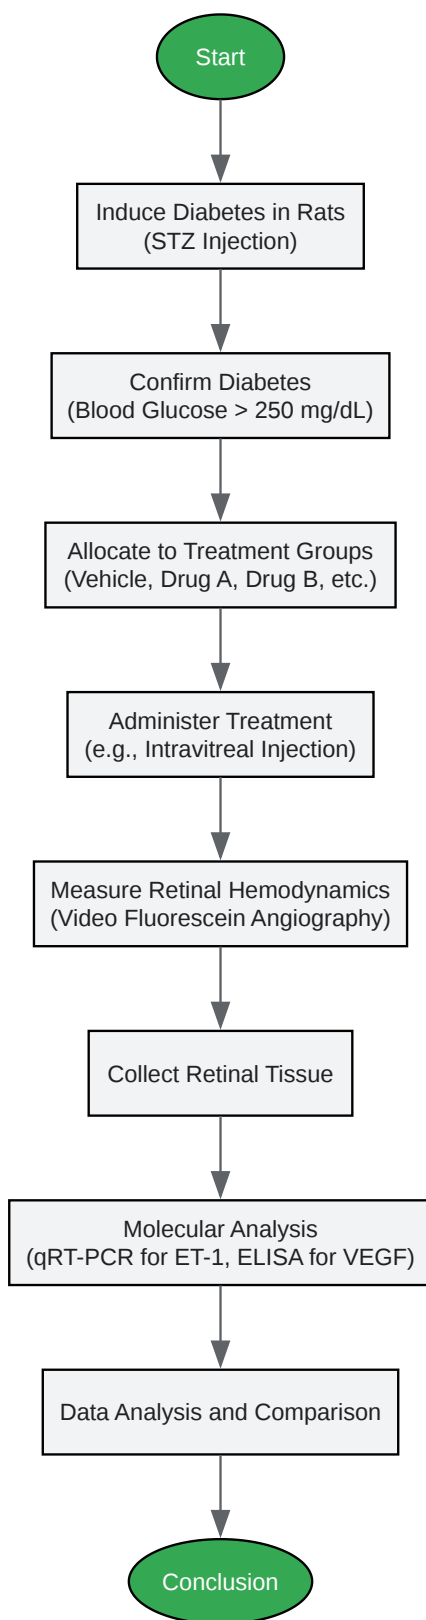 Start
Induce Diabetes in Rats
(STZ Injection)
Confirm Diabetes
(Blood Glucose > 250 mg/dL)
Allocate to Treatment Groups
(Vehicle, Drug A, Drug B, etc.)
Administer Treatment
(e.g., Intravitreal Injection)
Measure Retinal Hemodynamics
(Video Fluorescein Angiography)
Collect Retinal Tissue
Molecular Analysis
(qRT-PCR for ET-1, ELISA for VEGF)
Data Analysis and Comparison
Conclusion